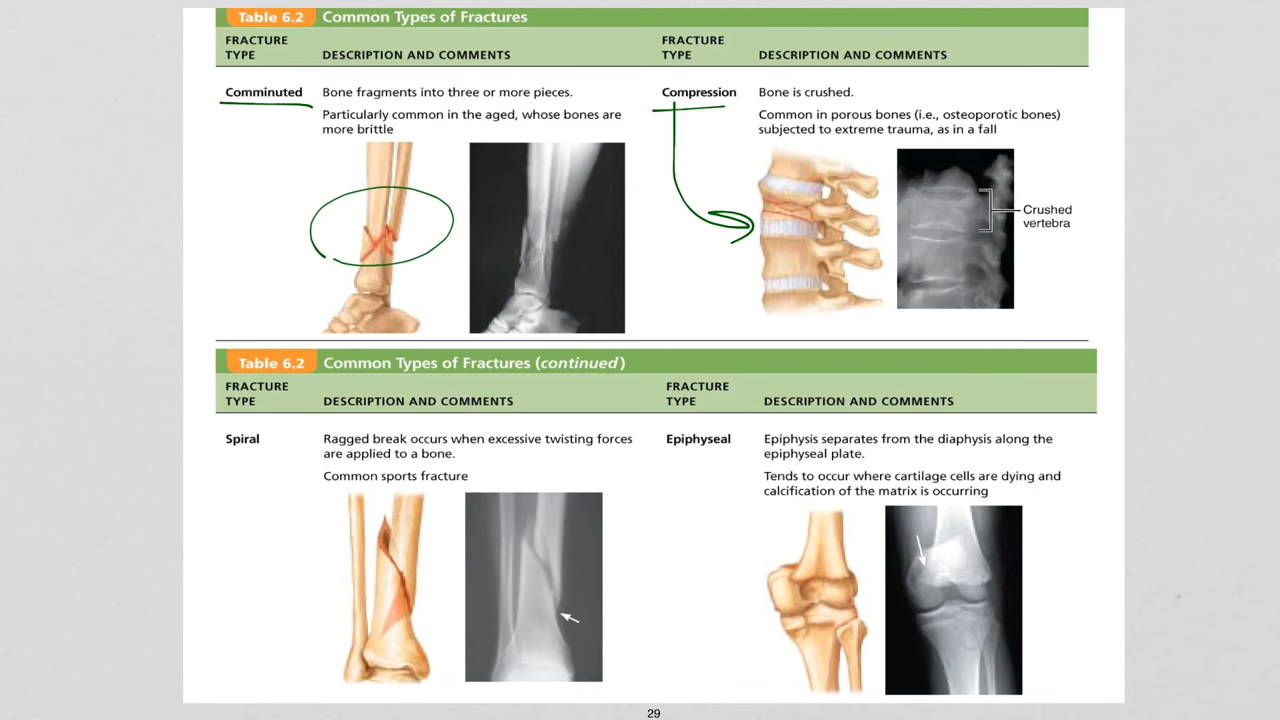 Table 6.2 Common Types of Fractures
FRACTURE
TYPE DESCRIPTION AND COMMENTS
FRACTURE
TYPE DESCRIPTION AND COMMENTS
Comminuted Bone fragments into three or more pieces.
Particularly common in the aged, whose bones are
more brittle
Compression Bone is crushed.
Common in porous bones (i.e., osteoporotic bones)
subjected to extreme trauma, as in a fall
Crushed
vertebra
Table 6.2 Common Types of Fractures (continued)
FRACTURE
TYPE DESCRIPTION AND COMMENTS
FRACTURE
TYPE DESCRIPTION AND COMMENTS
Spiral Ragged break occurs when excessive twisting forces
are applied to a bone.
Common sports fracture
Epiphyseal Epiphysis separates from the diaphysis along the
epiphyseal plate.
Tends to occur where cartilage cells are dying and
calcification of the matrix is occurring
29